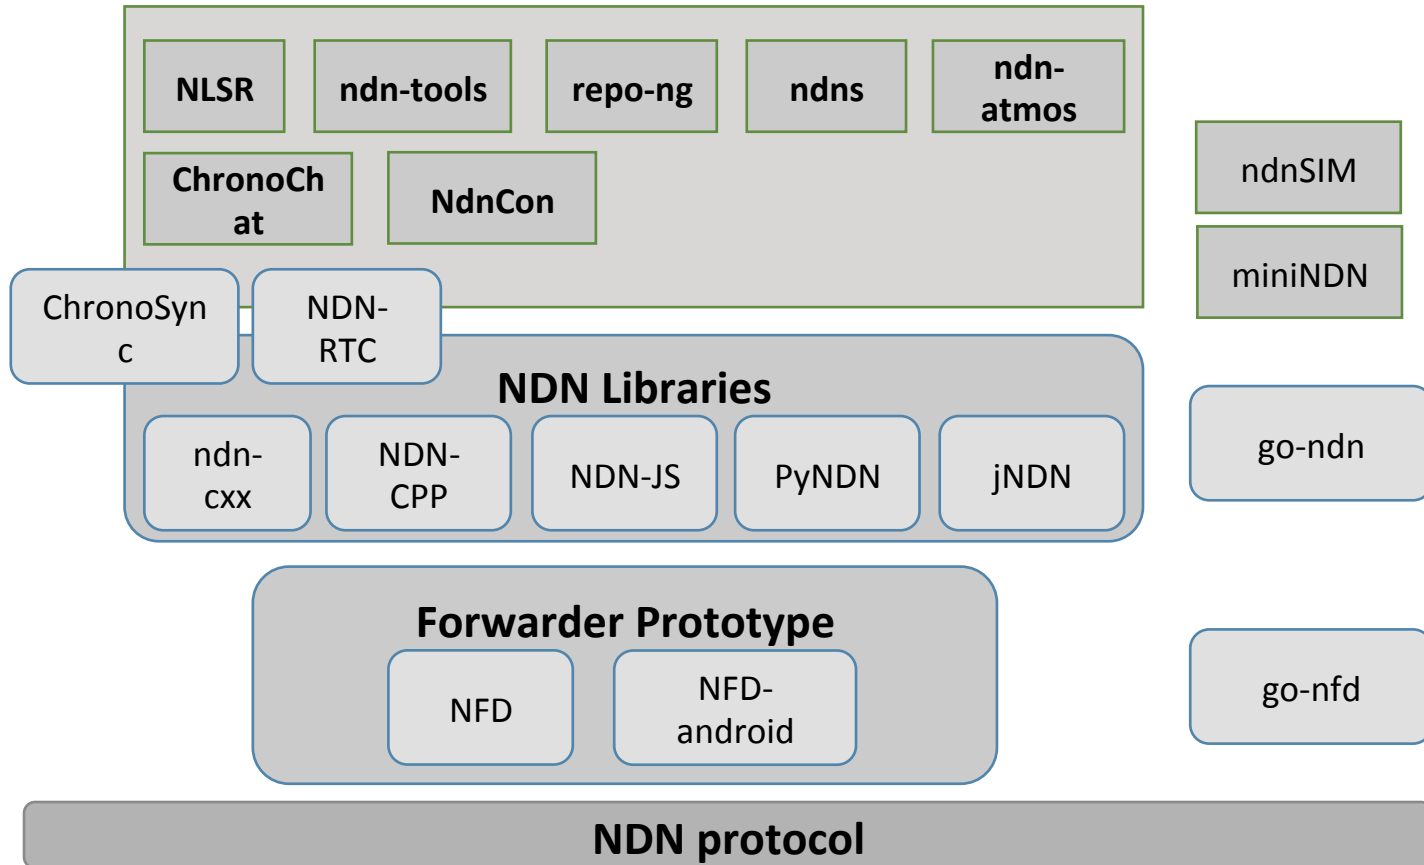 NLSR
ndn-tools
repo-ng
ndns
ndn-
atmos
ChronoCh
at
NdnCon
ndnSIM
miniNDN
ChronoSyn
c
NDN-
RTC
NDN Libraries
ndn-
cxx
NDN-
CPP
NDN-JS
PyNDN
jNDN
go-ndn
Forwarder Prototype
NFD
NFD-
android
go-nfd
NDN protocol